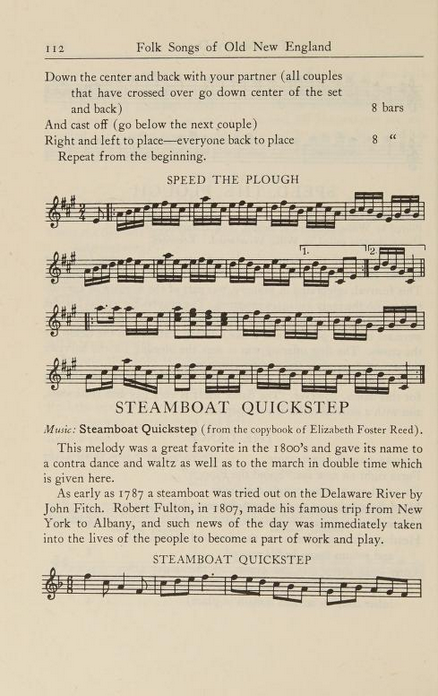 112 Folk Songs of Old New England
Down the center and back with your partner (all couples
that have crossed over go down center of the set
and back) 8 bars
And cast off (go below the next couple)
Right and left to place—everyone back to place 8 “
Repeat from the beginning.
SPEED THE PLOUGH
2
4
1. 2.
STEAMBOAT QUICKSTEP
Music: Steamboat Quickstep (from the copybook of Elizabeth Foster Reed).
This melody was a great favorite in the 1800's and gave its name to
a contra dance and waltz as well as to the march in double time which
is given here.
As early as 1787 a steamboat was tried out on the Delaware River by
John Fitch. Robert Fulton, in 1807, made his famous trip from New
York to Albany, and such news of the day was immediately taken
into the lives of the people to become a part of work and play.
STEAMBOAT QUICKSTEP
6
8